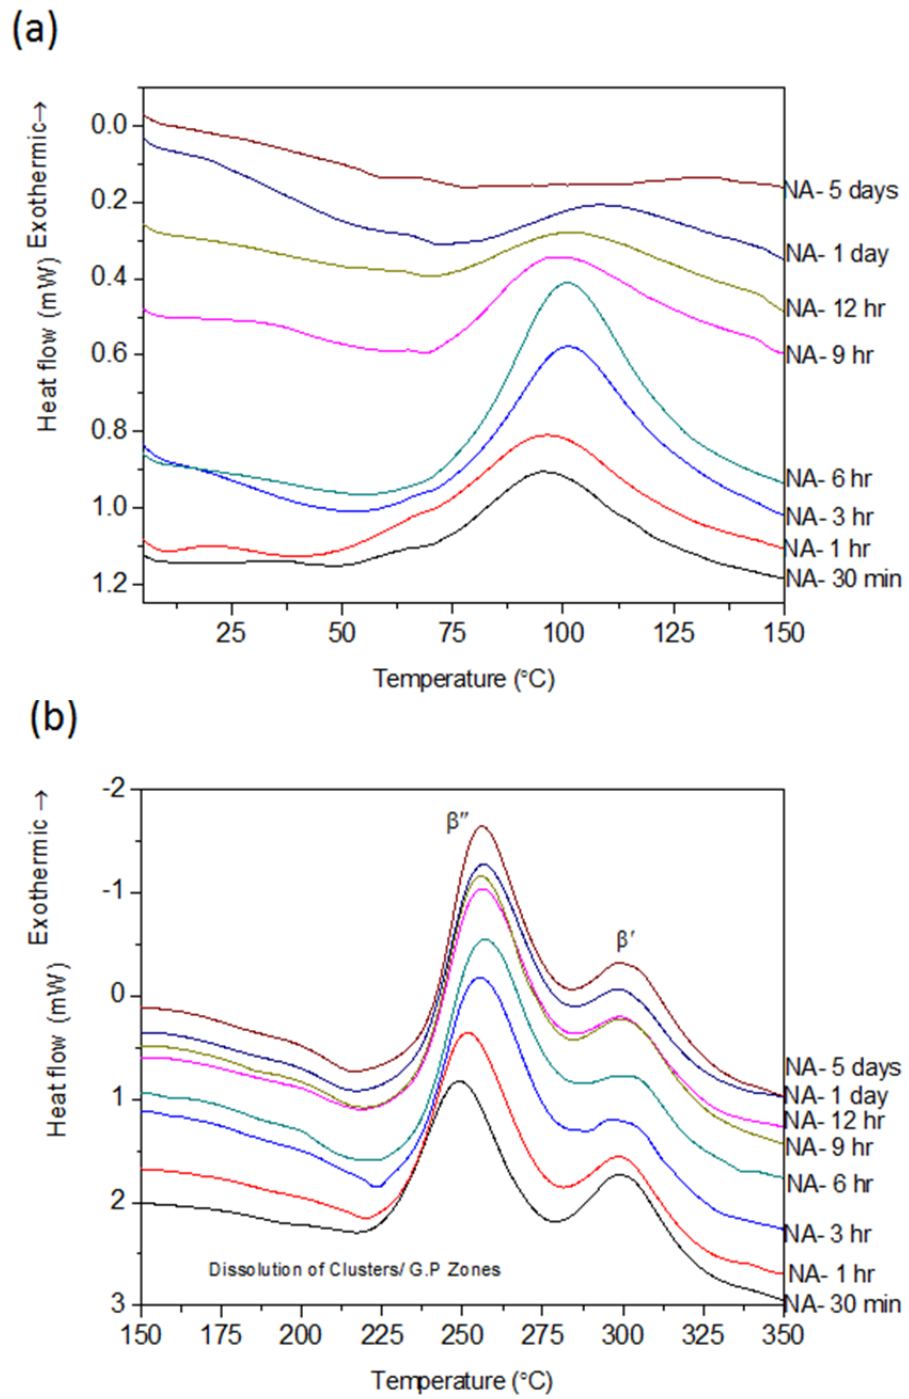 (a)
Heat flow (mW) Exothermic→
0.0
0.2
0.4
0.6
0.8
1.0
1.2
NA- 5 days
NA- 1 day
NA- 12 hr
NA- 9 hr
NA- 6 hr
NA- 3 hr
NA- 1 hr
NA- 30 min
25 50 75 100 125 150
Temperature (°C)
(b)
Heat flow (mW) Exothermic →
-2
-1
0
1
2
3
β″
β′
NA- 5 days
NA- 1 day
NA- 12 hr
NA- 9 hr
NA- 6 hr
NA- 3 hr
NA- 1 hr
NA- 30 min
Dissolution of Clusters/ G.P Zones
150 175 200 225 250 275 300 325 350
Temperature (°C)